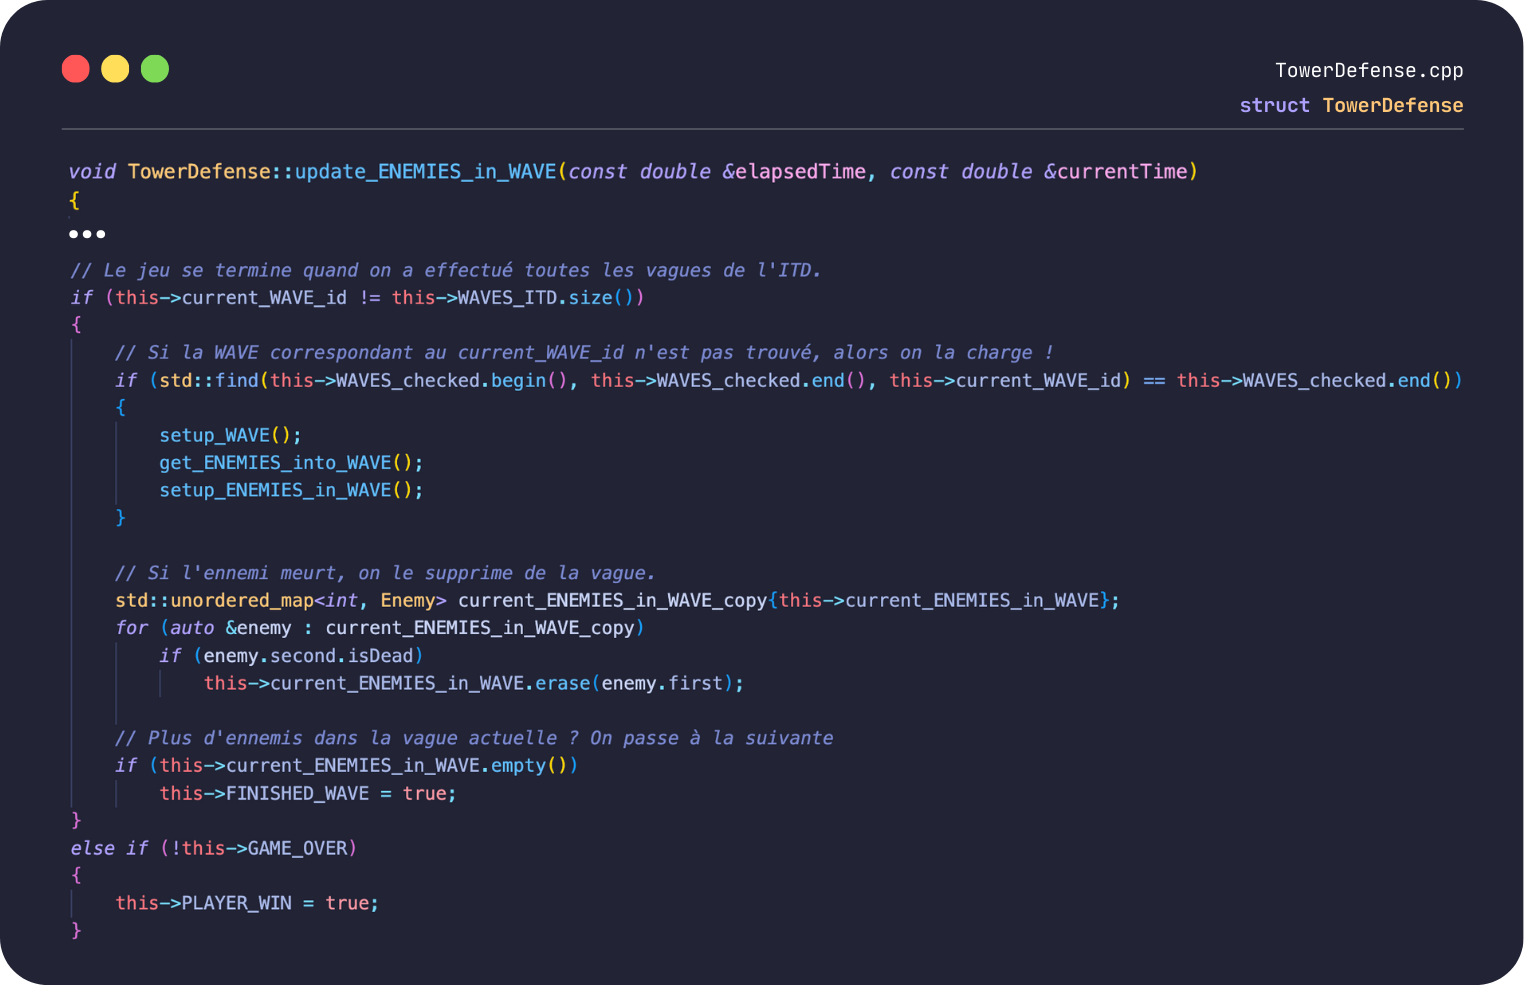 TowerDefense.cpp
struct TowerDefense
void TowerDefense::update_ENEMIES_in_WAVE(const double &elapsedTime, const double &currentTime)
{
...
// Le jeu se termine quand on a effectué toutes les vagues de l'ITD.
if (this->current_WAVE_id != this->WAVES_ITD.size())
{
    // Si la WAVE correspondant au current_WAVE_id n'est pas trouvé, alors on la charge !
    if (std::find(this->WAVES_checked.begin(), this->WAVES_checked.end(), this->current_WAVE_id) == this->WAVES_checked.end())
    {
        setup_WAVE();
        get_ENEMIES_into_WAVE();
        setup_ENEMIES_in_WAVE();
    }
    // Si l'ennemi meurt, on le supprime de la vague.
    std::unordered_map<int, Enemy> current_ENEMIES_in_WAVE_copy{this->current_ENEMIES_in_WAVE};
    for (auto &enemy : current_ENEMIES_in_WAVE_copy)
        if (enemy.second.isDead)
            this->current_ENEMIES_in_WAVE.erase(enemy.first);
    // Plus d'ennemis dans la vague actuelle ? On passe à la suivante
    if (this->current_ENEMIES_in_WAVE.empty())
        this->FINISHED_WAVE = true;
}
else if (!this->GAME_OVER)
{
    this->PLAYER_WIN = true;
}